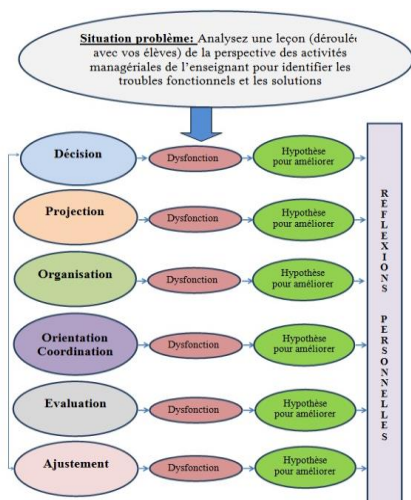 Situation problème: Analysez une leçon (déroulée
avec vos élèves) de la perspective des activités
managériales de l'enseignant pour identifier les
troubles fonctionnels et les solutions
Décision
Dysfonction
Hypothèse
pour améliorer
Projection
Dysfonction
Hypothèse
pour améliorer
Organisation
Dysfonction
Hypothèse
pour améliorer
Orientation
Coordination
Dysfonction
Hypothèse
pour améliorer
Evaluation
Dysfonction
Hypothèse
pour améliorer
Ajustement
Dysfonction
Hypothèse
pour améliorer
REFLEXIONS PERSONNELLES